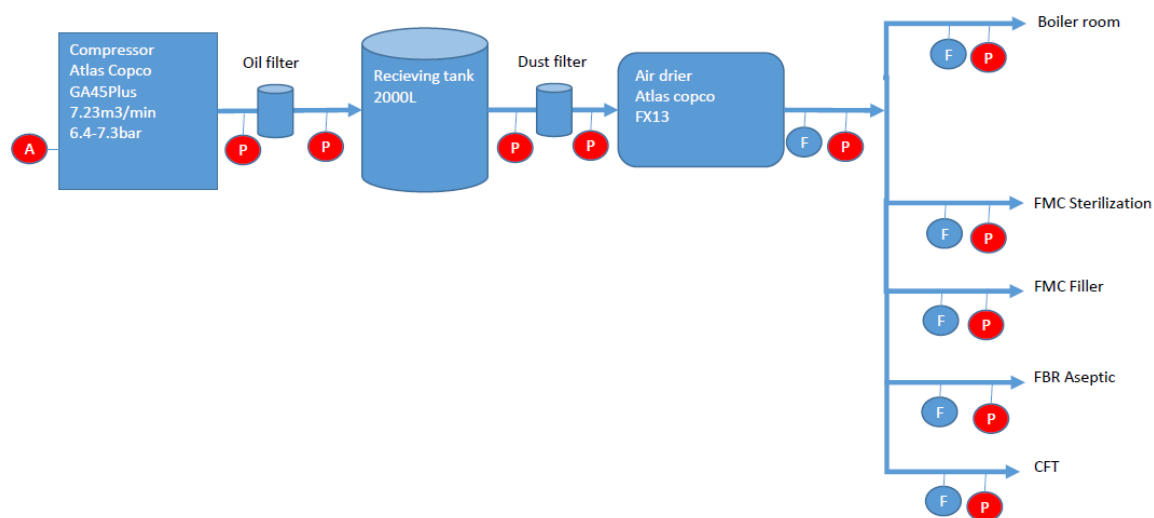 Compressor
Atlas Copco
GA45Plus
7.23m3/min
6.4-7.3bar
A
P
Oil filter
P
Recieving tank
2000L
P
Dust filter
P
Air drier
Atlas copco
FX13
F
P
Boiler room
F
P
FMC Sterilization
F
P
FMC Filler
F
P
FBR Aseptic
F
P
CFT
F
P